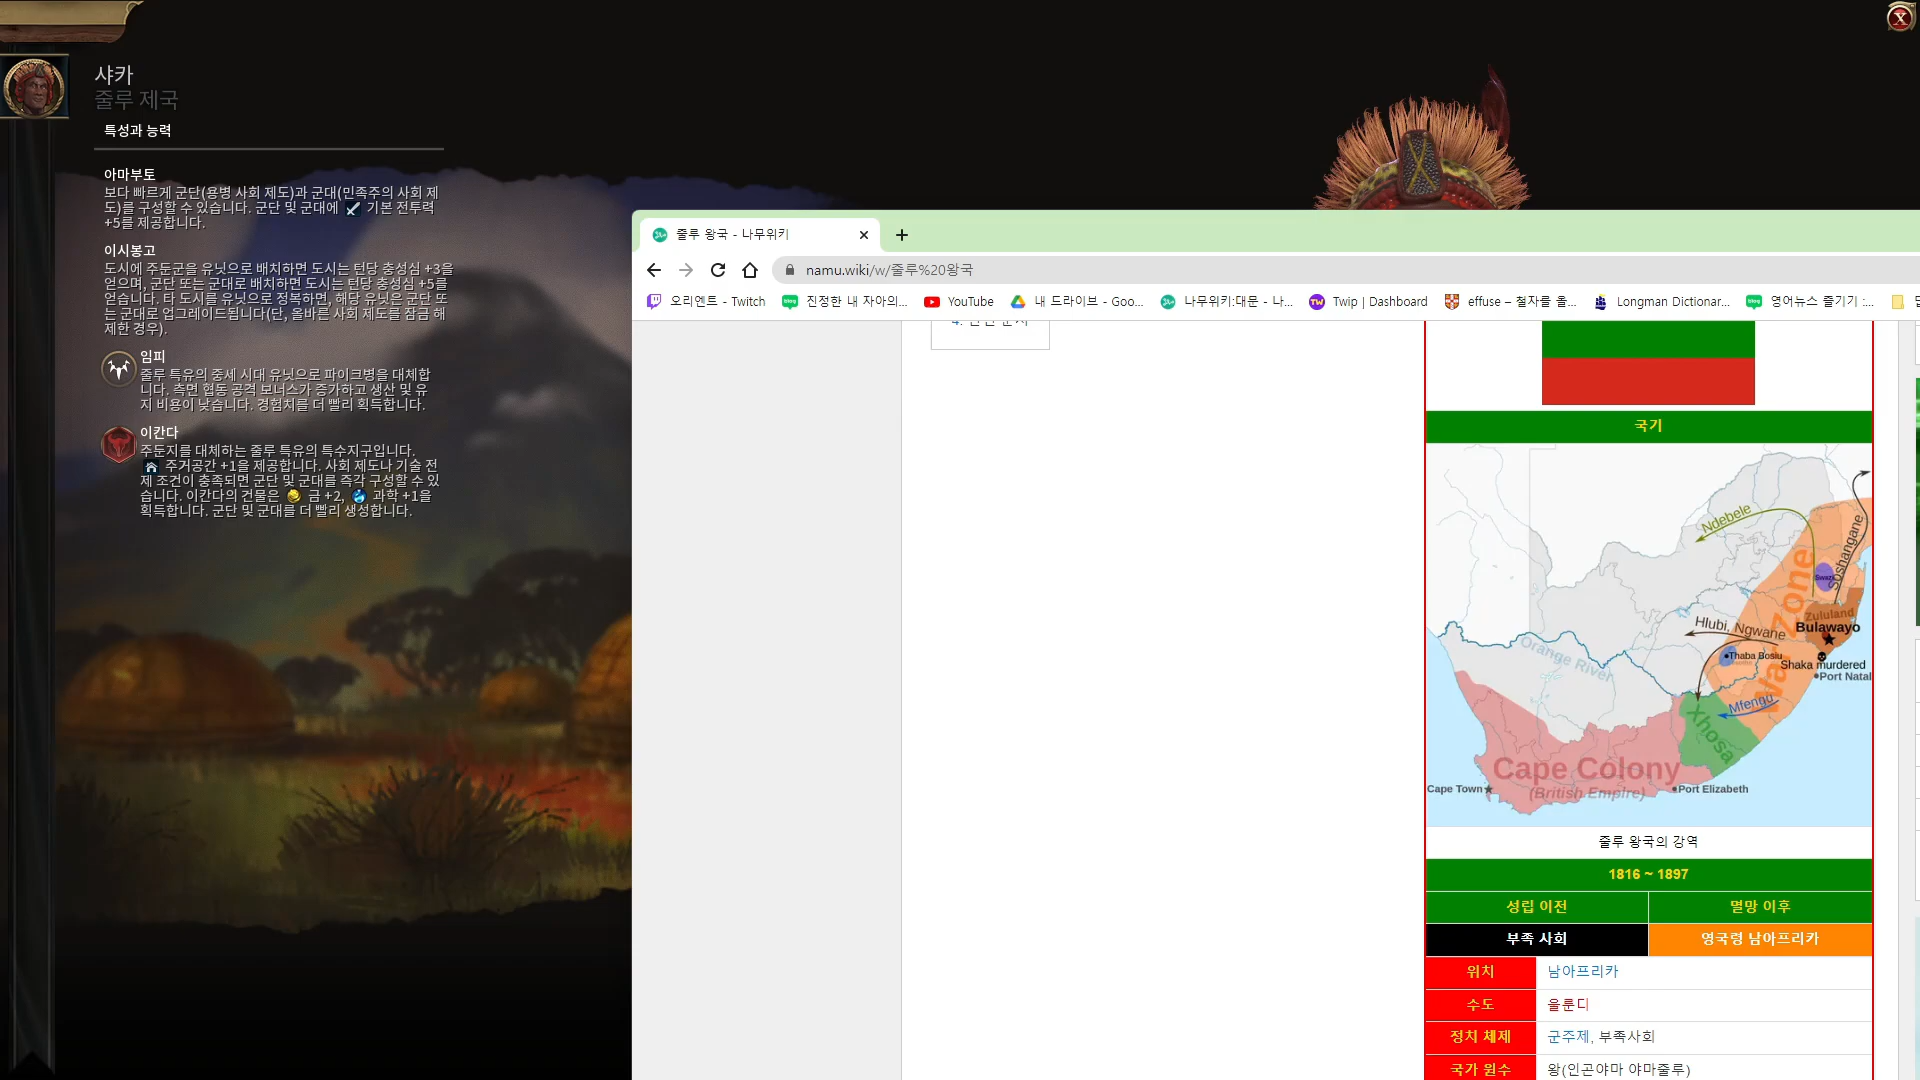 샤카
줄루 제국
특성과 능력
아마부토
보다 빠르게 군단(용병 사회 제도)과 군대(민족주의 사회 제
도)를 구성할 수 있습니다. 군단 및 군대에 기본 전투력
+5를 제공합니다.
이시봉고
도시에 주둔군을 유닛으로 배치하면 도시는 턴당 충성심 +3을
얻으며, 군단 또는 군대로 배치하면 도시는 턴당 충성심 +5를
얻습니다. 타 도시를 유닛으로 정복하면, 해당 유닛은 군단 또
는 군대로 업그레이드됩니다(단, 올바른 사회 제도를 잠금 해
제한 경우).
임피
줄루 특유의 중세 시대 유닛으로 파이크병을 대체합
니다. 측면 협동 공격 보너스가 증가하고 생산 및 유
지 비용이 낮습니다. 경험치를 더 빨리 획득합니다.
이칸다
주둔지를 대체하는 줄루 특유의 특수지구입니다.
주거공간 +1을 제공합니다. 사회 제도나 기술 전
제 조건이 충족되면 군단 및 군대를 즉각 구성할 수 있
습니다. 이칸다의 건물은 금 +2, 과학 +1을
획득합니다. 군단 및 군대를 더 빨리 생성합니다.
X
줄루 왕국 - 나무위키
namu.wiki/w/줄루%20왕국
오리엔트 - Twitch
진정한 내 자아의...
YouTube
내 드라이브 - Goo...
나무위키:대문 - 나...
TW
Twip | Dashboard
effuse – 철자를 올...
Longman Dictionar...
영어뉴스 즐기기 :...
국기
Ndebele
Soshangane
Swazi
War Zone
Zululand
Bulawayo
Hlubi, Ngwane
Thaba Bosiu
Shaka murdered
Port Natal
Orange River
Mfengu
Xhosa
Cape Colony
(British Empire)
Cape Town
Port Elizabeth
줄루 왕국의 강역
1816 ~ 1897
성립 이전 멸망 이후
부족 사회 영국령 남아프리카
위치 남아프리카
수도 울룬디
정치 체제 군주제, 부족사회
국가 원수 왕(인곤야마 야마줄루)